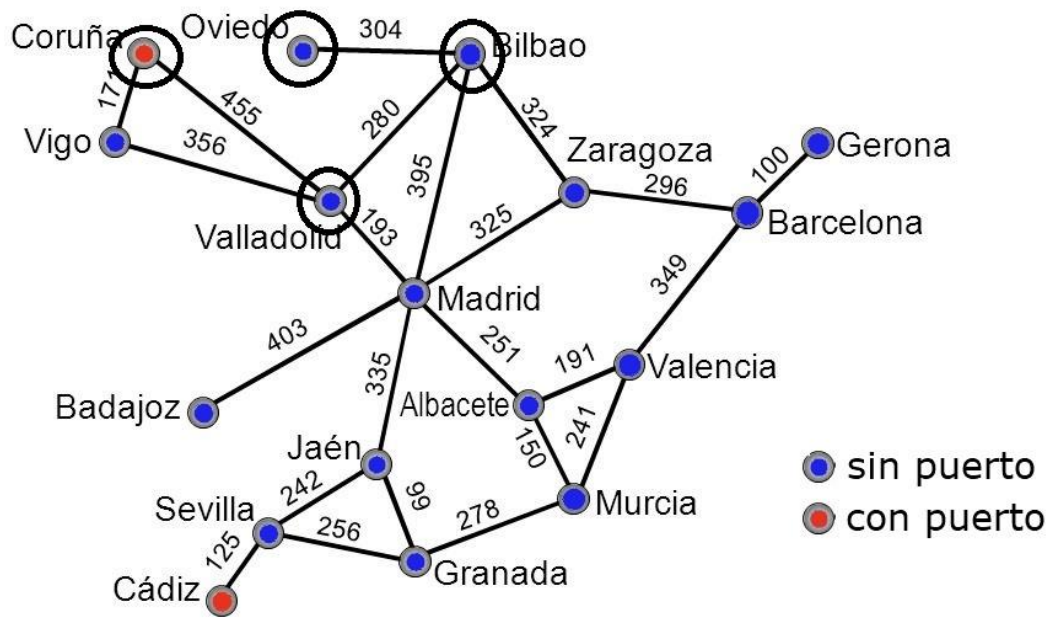 Oviedo
Coruña
304
Bilbao
171
455
280
324
Vigo
356
395
Zaragoza
100
Gerona
296
Valladolid
193
325
Barcelona
349
Madrid
403
251
335
191
Valencia
Badajoz
Albacete
241
150
Jaén
sin puerto
242
99
Sevilla
278
Murcia
256
con puerto
125
Granada
Cádiz